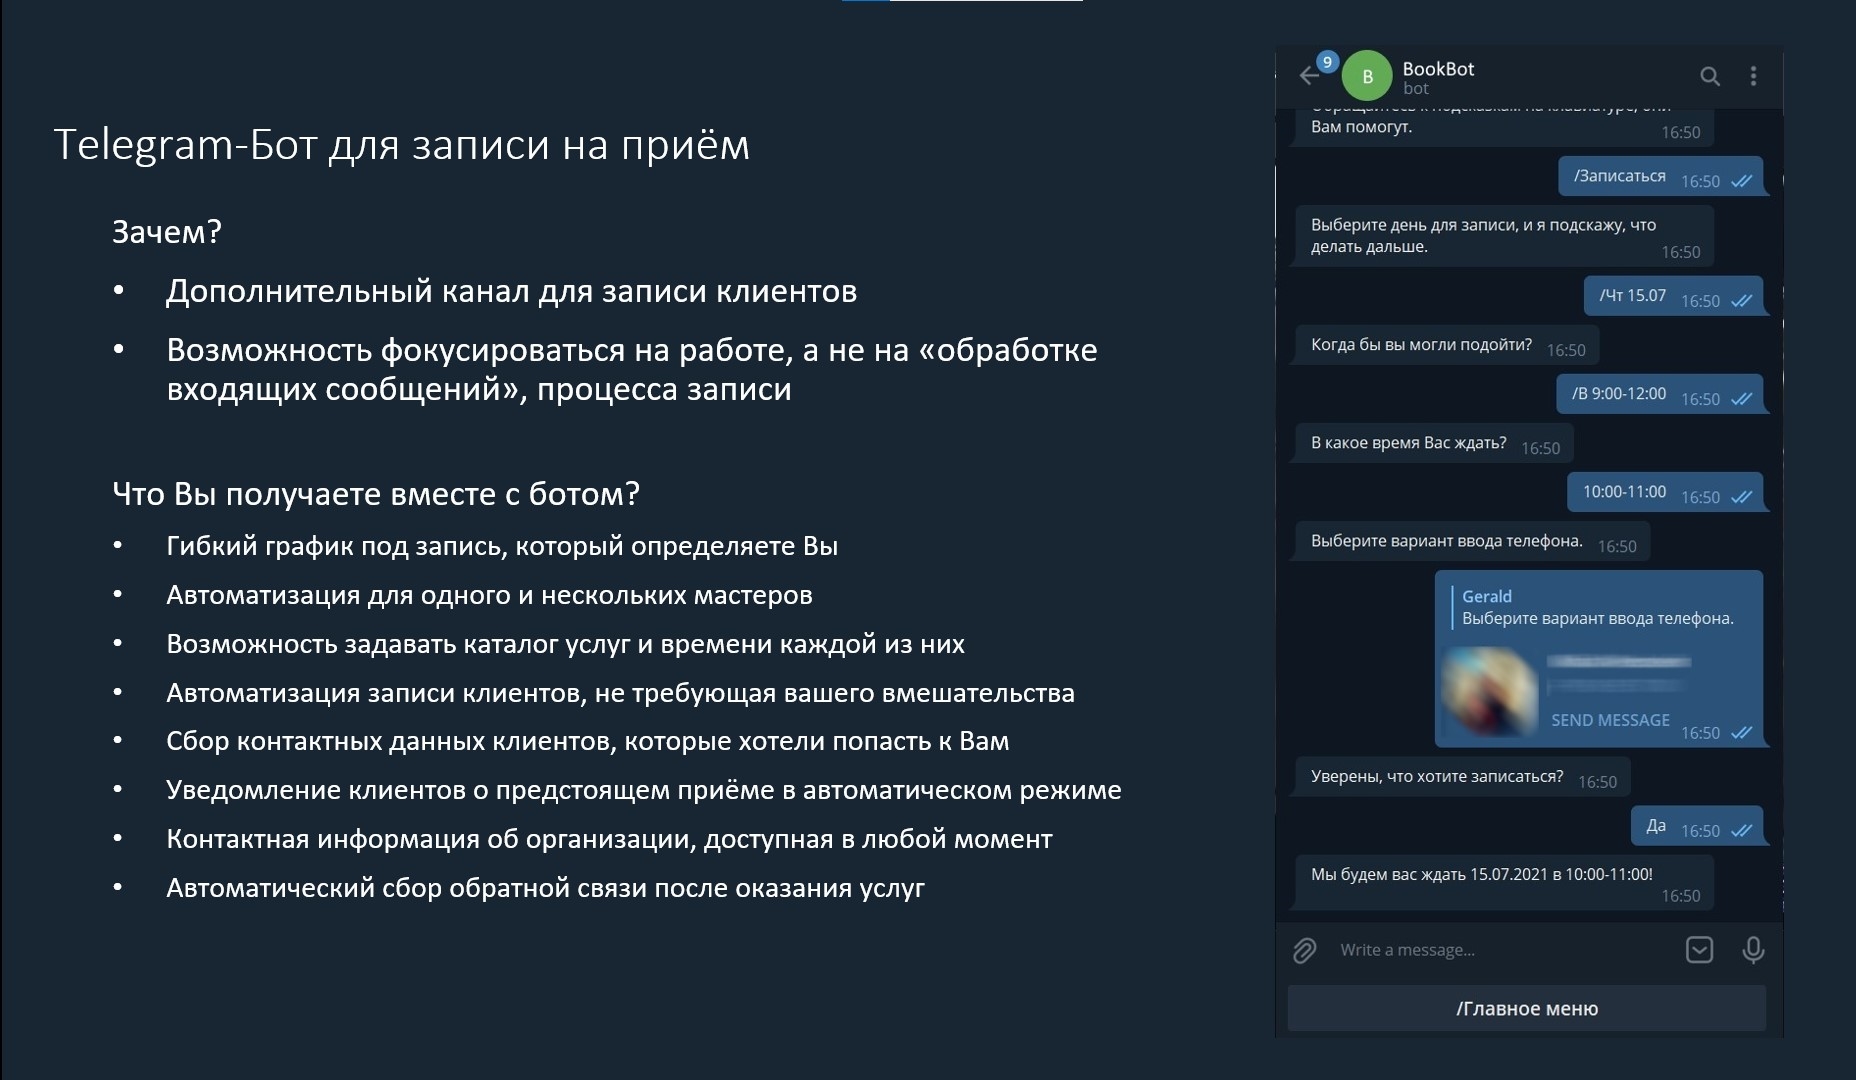 Telegram-Бот для записи на приём
Зачем?
• Дополнительный канал для записи клиентов
• Возможность фокусироваться на работе, а не на «обработке
входящих сообщений», процесса записи
Что Вы получаете вместе с ботом?
• Гибкий график под запись, который определяете Вы
• Автоматизация для одного и нескольких мастеров
• Возможность задавать каталог услуг и времени каждой из них
• Автоматизация записи клиентов, не требующая вашего вмешательства
• Сбор контактных данных клиентов, которые хотели попасть к Вам
• Уведомление клиентов о предстоящем приёме в автоматическом режиме
• Контактная информация об организации, доступная в любой момент
• Автоматический сбор обратной связи после оказания услуг
9
B
BookBot
bot
Обращайтесь к подсказкам на клавиатуре, они
Вам помогут. 16:50
/Записаться 16:50
Выберите день для записи, и я подскажу, что
делать дальше. 16:50
/Чт 15.07 16:50
Когда бы вы могли подойти? 16:50
/В 9:00-12:00 16:50
В какое время Вас ждать? 16:50
10:00-11:00 16:50
Выберите вариант ввода телефона. 16:50
Gerald
Выберите вариант ввода телефона.
SEND MESSAGE 16:50
Уверены, что хотите записаться? 16:50
Да 16:50
Мы будем вас ждать 15.07.2021 в 10:00-11:00!
16:50
Write a message...
/Главное меню